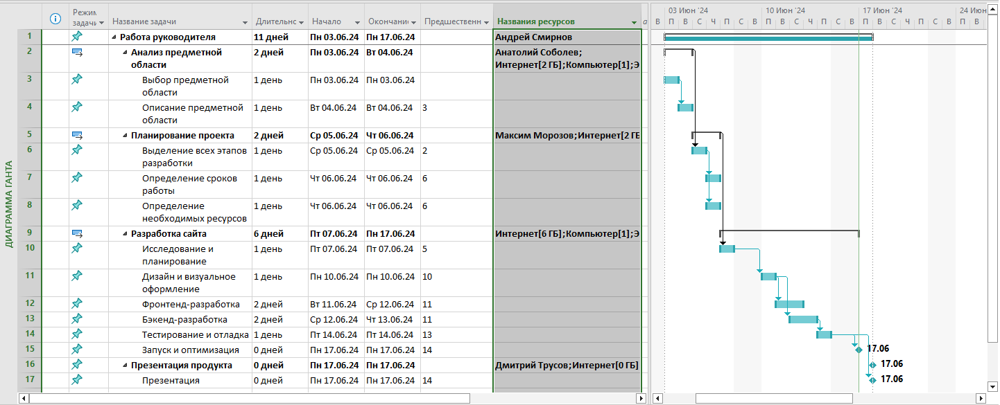 ДИАГРАММА ГАНТА
Режим задачи Название задачи Длительнс Начало Окончани Предшественн Названия ресурсов
03 Июн '24 10 Июн '24 17 Июн '24 24 Июн
В П В С Ч П С В П В С Ч П С В П В С Ч П С В П В
1 Работа руководителя 11 дней Пн 03.06.24 Пн 17.06.24 Андрей Смирнов
2 Анализ предметной области 2 дней Пн 03.06.24 Вт 04.06.24 Анатолий Соболев; Интернет[2 ГБ];Компьютер[1];Э
3 Выбор предметной области 1 день Пн 03.06.24 Пн 03.06.24
4 Описание предметной области 1 день Вт 04.06.24 Вт 04.06.24 3
5 Планирование проекта 2 дней Ср 05.06.24 Чт 06.06.24 Максим Морозов;Интернет[2 ГБ
6 Выделение всех этапов разработки 1 день Ср 05.06.24 Ср 05.06.24 2
7 Определение сроков работы 1 день Чт 06.06.24 Чт 06.06.24 6
8 Определение необходимых ресурсов 1 день Чт 06.06.24 Чт 06.06.24 6
9 Разработка сайта 6 дней Пт 07.06.24 Пн 17.06.24 Интернет[6 ГБ];Компьютер[1];Э
10 Исследование и планирование 1 день Пт 07.06.24 Пт 07.06.24 5
11 Дизайн и визуальное оформление 1 день Пн 10.06.24 Пн 10.06.24 10
12 Фронтенд-разработка 2 дней Вт 11.06.24 Ср 12.06.24 11
13 Бэкенд-разработка 2 дней Ср 12.06.24 Чт 13.06.24 11
14 Тестирование и отладка 1 день Пт 14.06.24 Пт 14.06.24 13
15 Запуск и оптимизация 0 дней Пн 17.06.24 Пн 17.06.24 14 17.06
16 Презентация продукта 0 дней Пн 17.06.24 Пн 17.06.24 Дмитрий Трусов;Интернет[0 ГБ] 17.06
17 Презентация 0 дней Пн 17.06.24 Пн 17.06.24 14 17.06